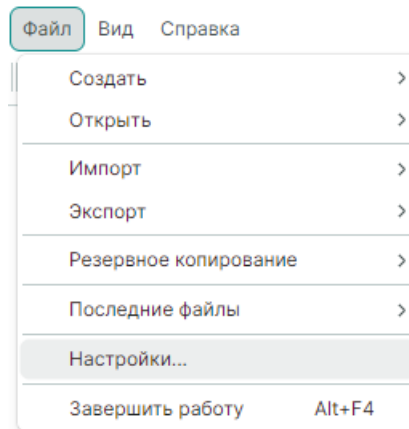 Файл Вид Справка
Создать
Открыть
Импорт
Экспорт
Резервное копирование
Последние файлы
Настройки...
Завершить работу Alt+F4